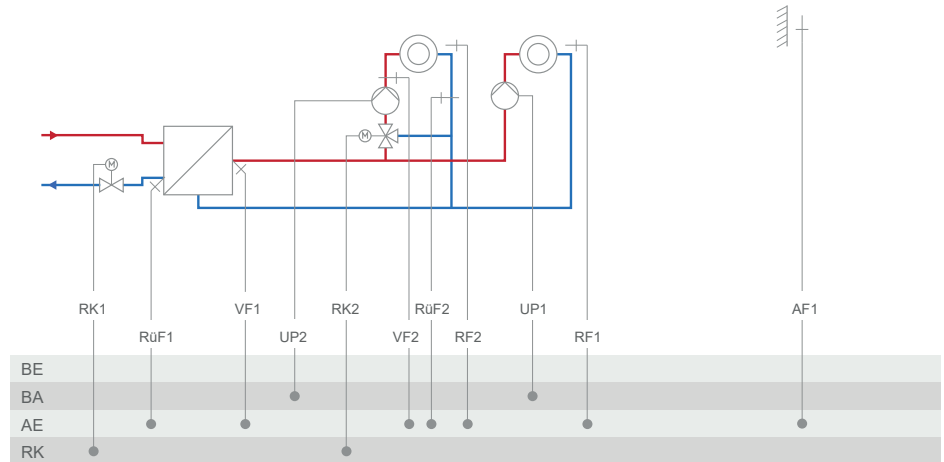 M
M
RK1 VF1 RK2 RüF2 UP1 AF1
RüF1 UP2 VF2 RF2 RF1
BE
BA
AE
RK